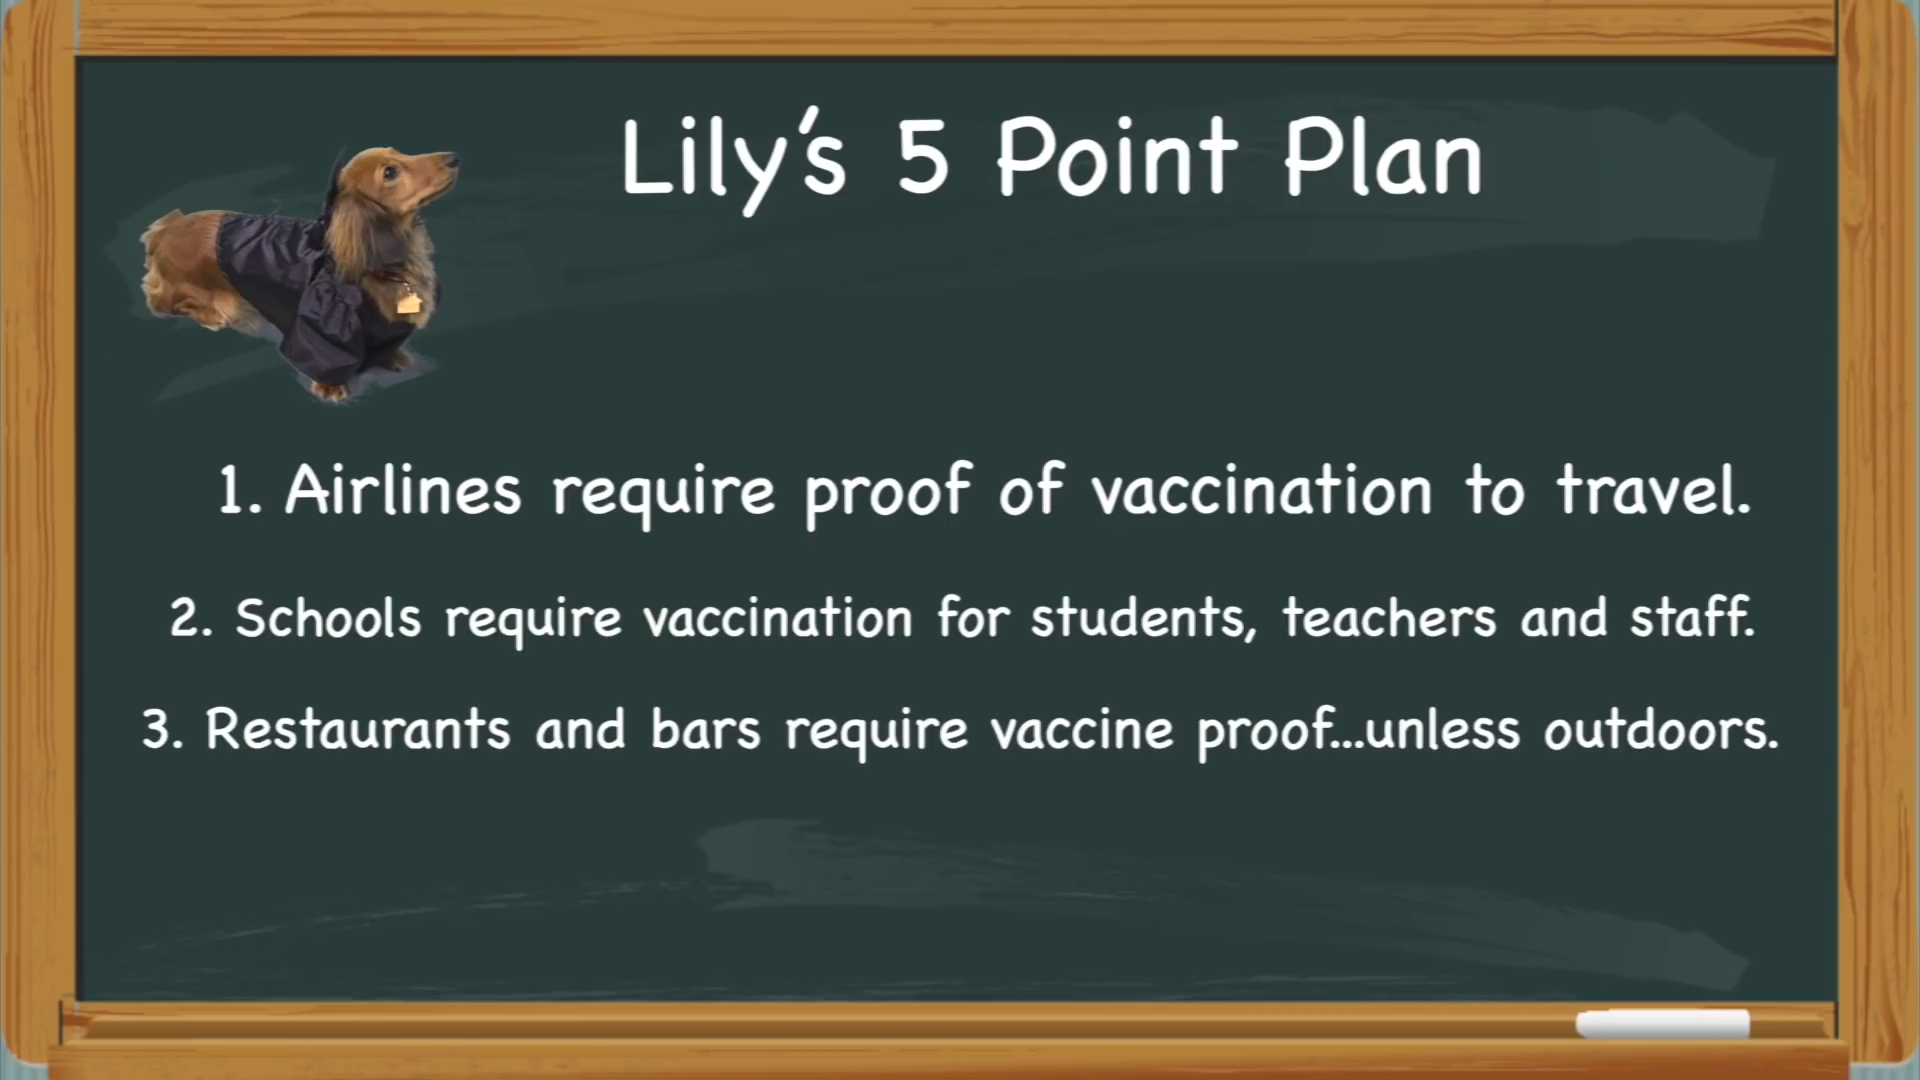 Lily's 5 Point Plan
1. Airlines require proof of vaccination to travel.
2. Schools require vaccination for students, teachers and staff.
3. Restaurants and bars require vaccine proof...unless outdoors.